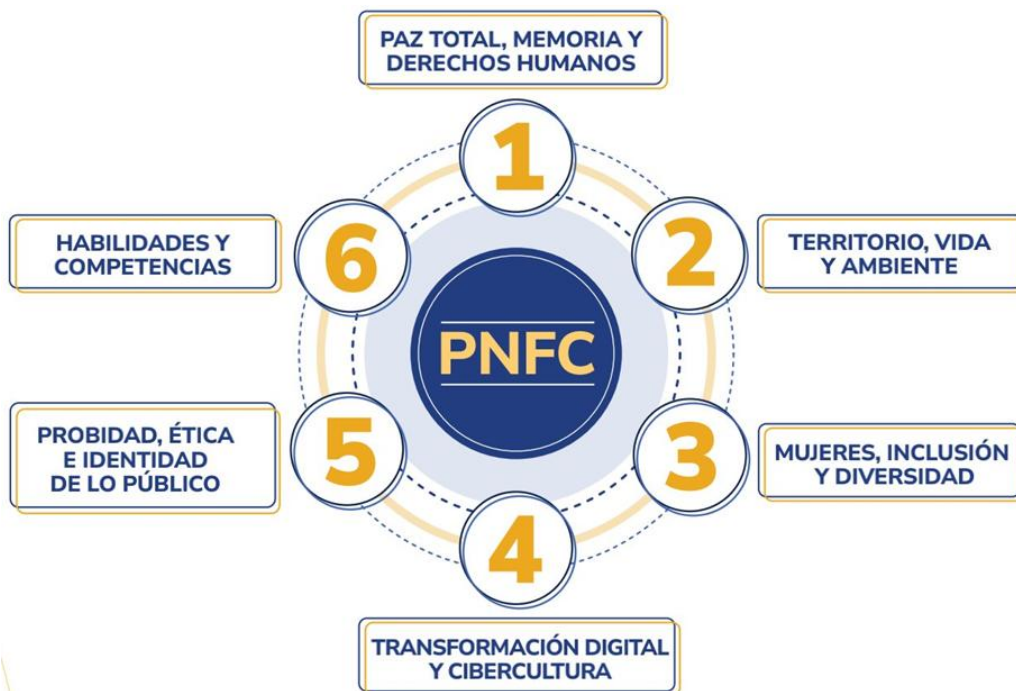 PAZ TOTAL, MEMORIA Y
DERECHOS HUMANOS
1
2
TERRITORIO, VIDA
Y AMBIENTE
3
MUJERES, INCLUSIÓN
Y DIVERSIDAD
4
TRANSFORMACIÓN DIGITAL
Y CIBERCULTURA
5
PROBIDAD, ÉTICA
E IDENTIDAD
DE LO PÚBLICO
6
HABILIDADES Y
COMPETENCIAS
PNFC